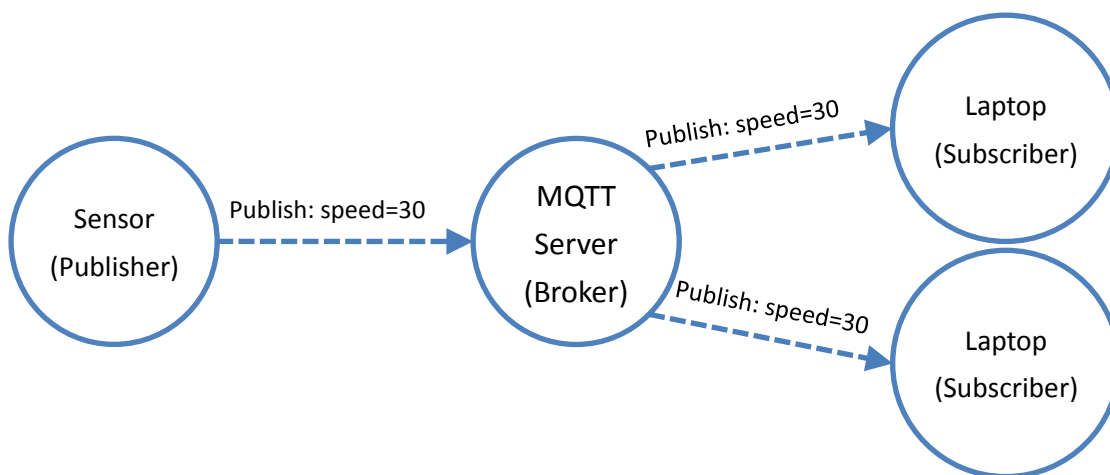 Sensor
(Publisher)
Publish: speed=30
MQTT
Server
(Broker)
Publish: speed=30
Laptop
(Subscriber)
Publish: speed=30
Laptop
(Subscriber)